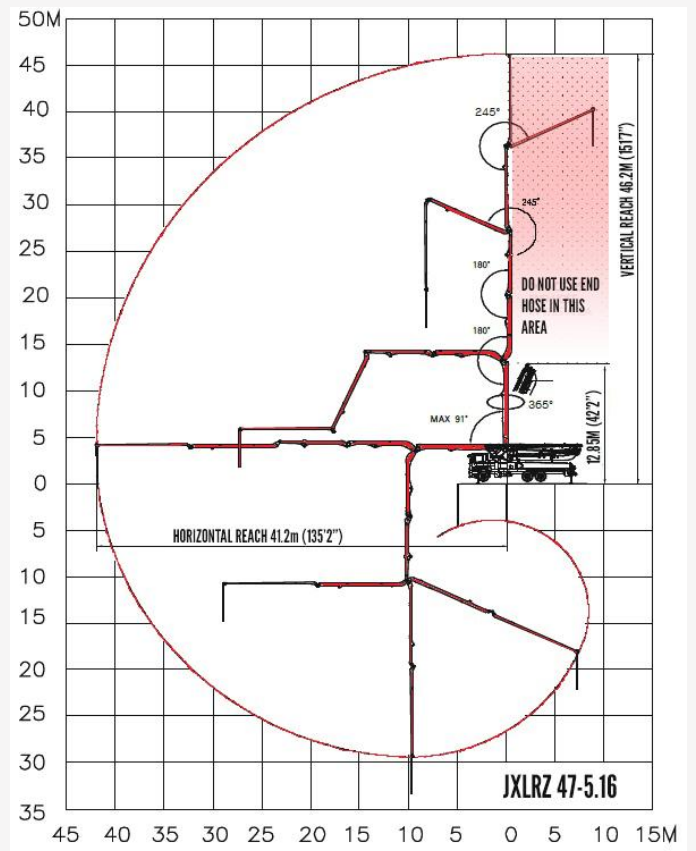 50M
45
40
35
30
25
20
15
10
5
0
5
10
15
20
25
30
35
245°
245°
180°
180°
VERTICAL REACH 46.2M (151'7")
DO NOT USE END
HOSE IN THIS
AREA
365°
MAX 91°
12.85M (42'2")
HORIZONTAL REACH 41.2m (135'2")
JXLRZ 47-5.16
45 40 35 30 25 20 15 10 5 0 5 10 15M